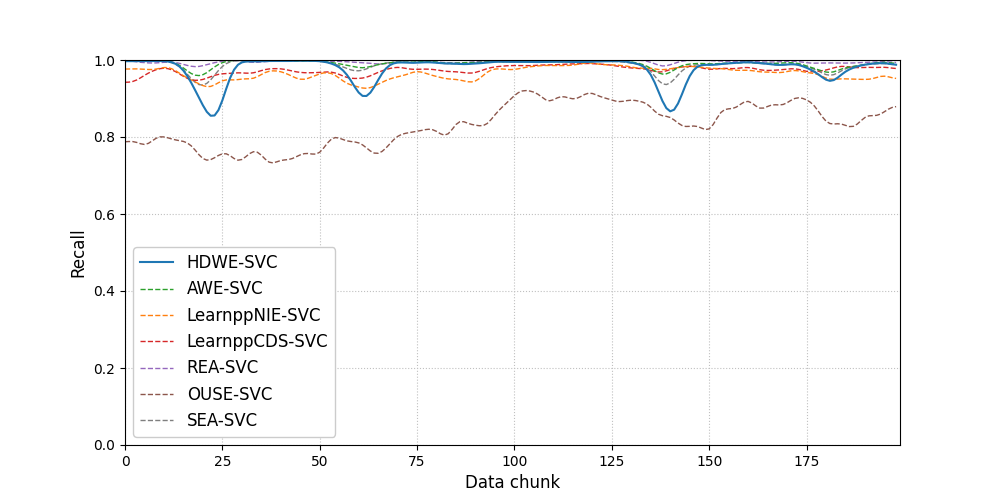 1.0
0.8
0.6
0.4
0.2
0.0
Recall
HDWE-SVC
AWE-SVC
LearnppNIE-SVC
LearnppCDS-SVC
REA-SVC
OUSE-SVC
SEA-SVC
0 25 50 75 100 125 150 175
Data chunk